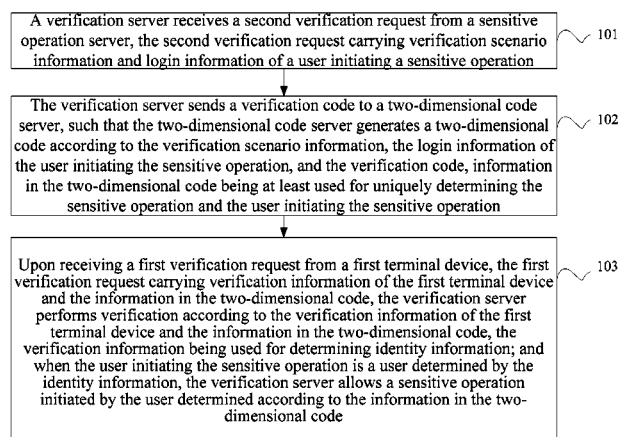 A verification server receives a second verification request from a sensitive
operation server, the second verification request carrying verification scenario
information and login information of a user initiating a sensitive operation
101
The verification server sends a verification code to a two-dimensional code
server, such that the two-dimensional code server generates a two-dimensional
code according to the verification scenario information, the login information of
the user initiating the sensitive operation, and the verification code, information
in the two-dimensional code being at least used for uniquely determining the
sensitive operation and the user initiating the sensitive operation
102
Upon receiving a first verification request from a first terminal device, the first
verification request carrying verification information of the first terminal device
and the information in the two-dimensional code, the verification server
performs verification according to the verification information of the first
terminal device and the information in the two-dimensional code, the
verification information being used for determining identity information; and
when the user initiating the sensitive operation is a user determined by the
identity information, the verification server allows a sensitive operation
initiated by the user determined according to the information in the two-
dimensional code
103